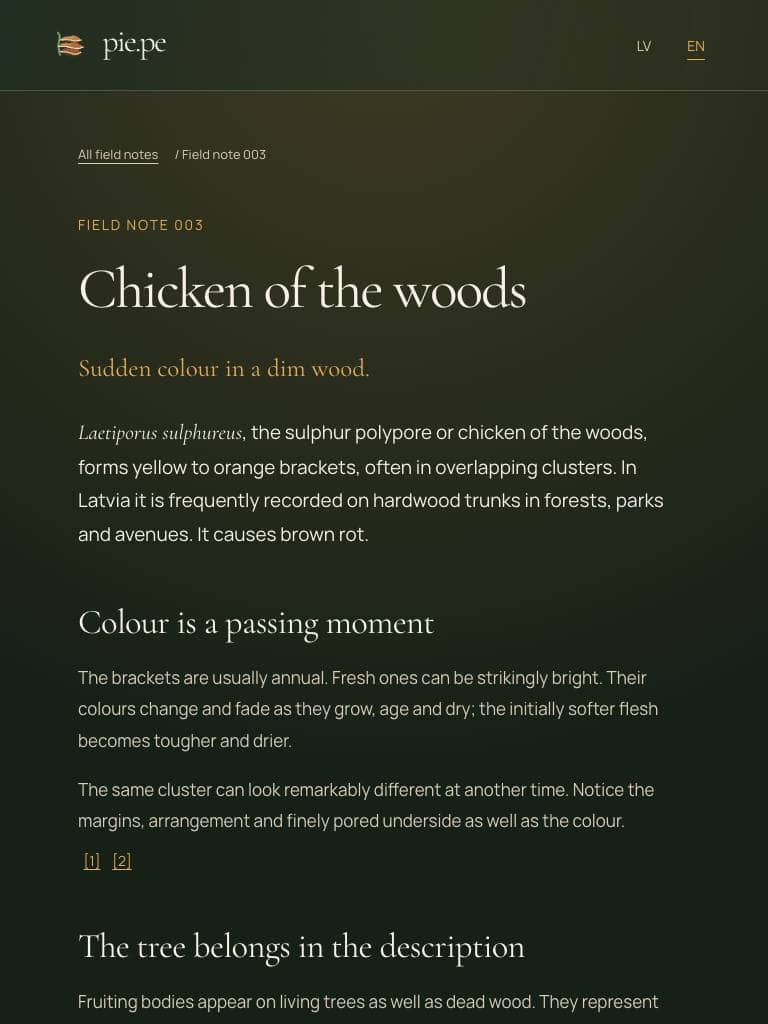 pie.pe
LV EN
All field notes / Field note 003
FIELD NOTE 003
Chicken of the woods
Sudden colour in a dim wood.
Laetiporus sulphureus, the sulphur polypore or chicken of the woods,
forms yellow to orange brackets, often in overlapping clusters. In
Latvia it is frequently recorded on hardwood trunks in forests, parks
and avenues. It causes brown rot.
Colour is a passing moment
The brackets are usually annual. Fresh ones can be strikingly bright. Their
colours change and fade as they grow, age and dry; the initially softer flesh
becomes tougher and drier.
The same cluster can look remarkably different at another time. Notice the
margins, arrangement and finely pored underside as well as the colour.
[1] [2]
The tree belongs in the description
Fruiting bodies appear on living trees as well as dead wood. They represent